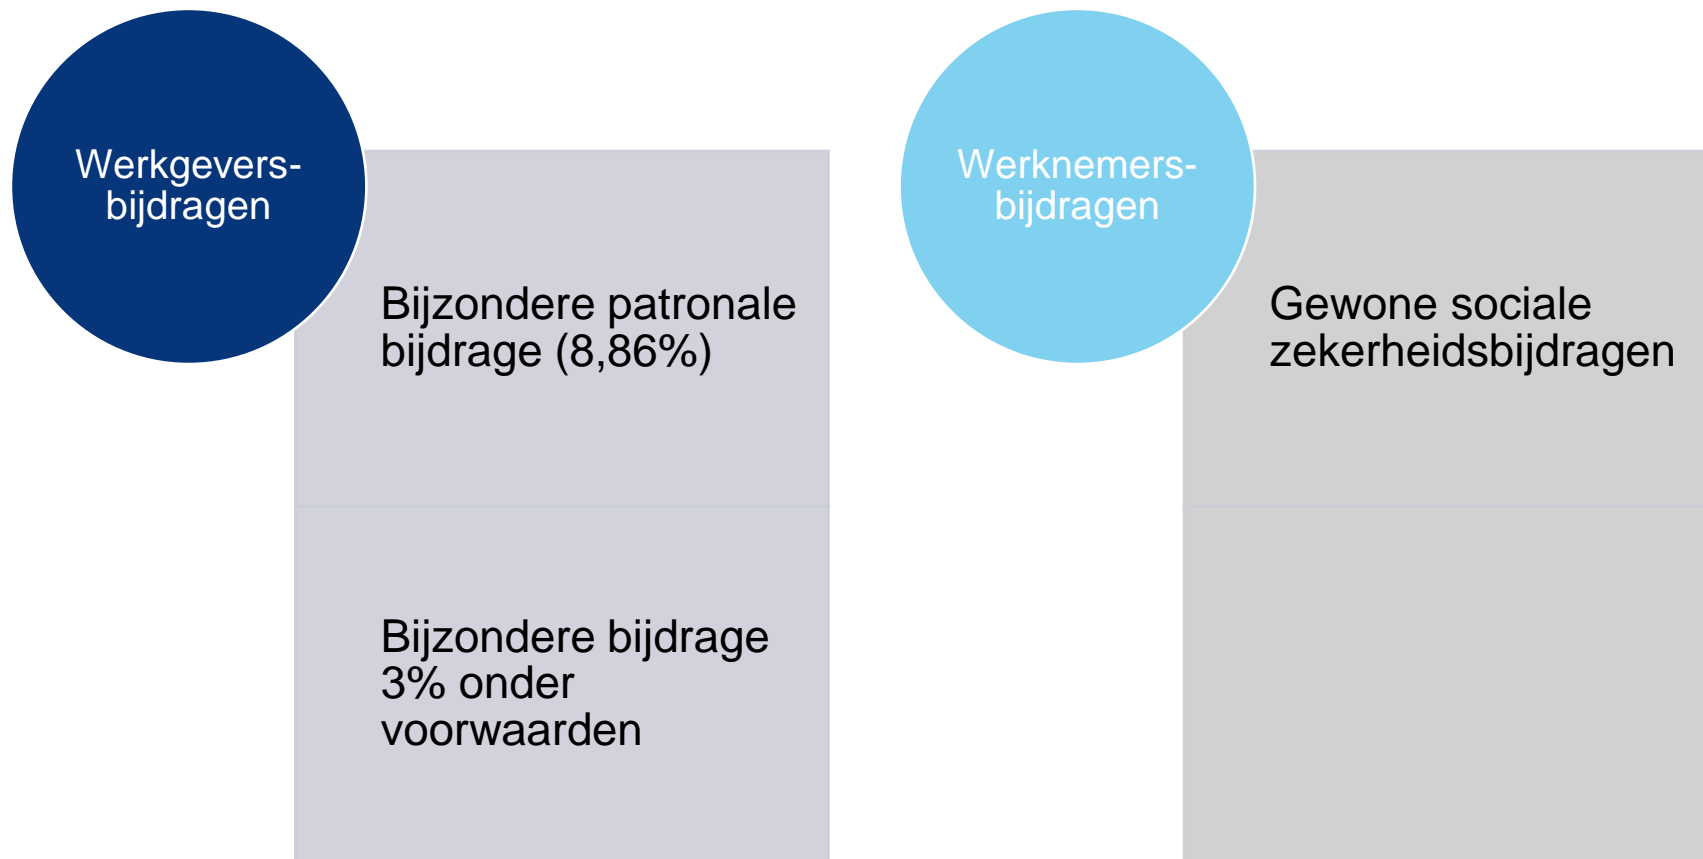 Werkgevers-
bijdragen
Bijzondere patronale
bijdrage (8,86%)
Bijzondere bijdrage
3% onder
voorwaarden
Werknemers-
bijdragen
Gewone sociale
zekerheidsbijdragen